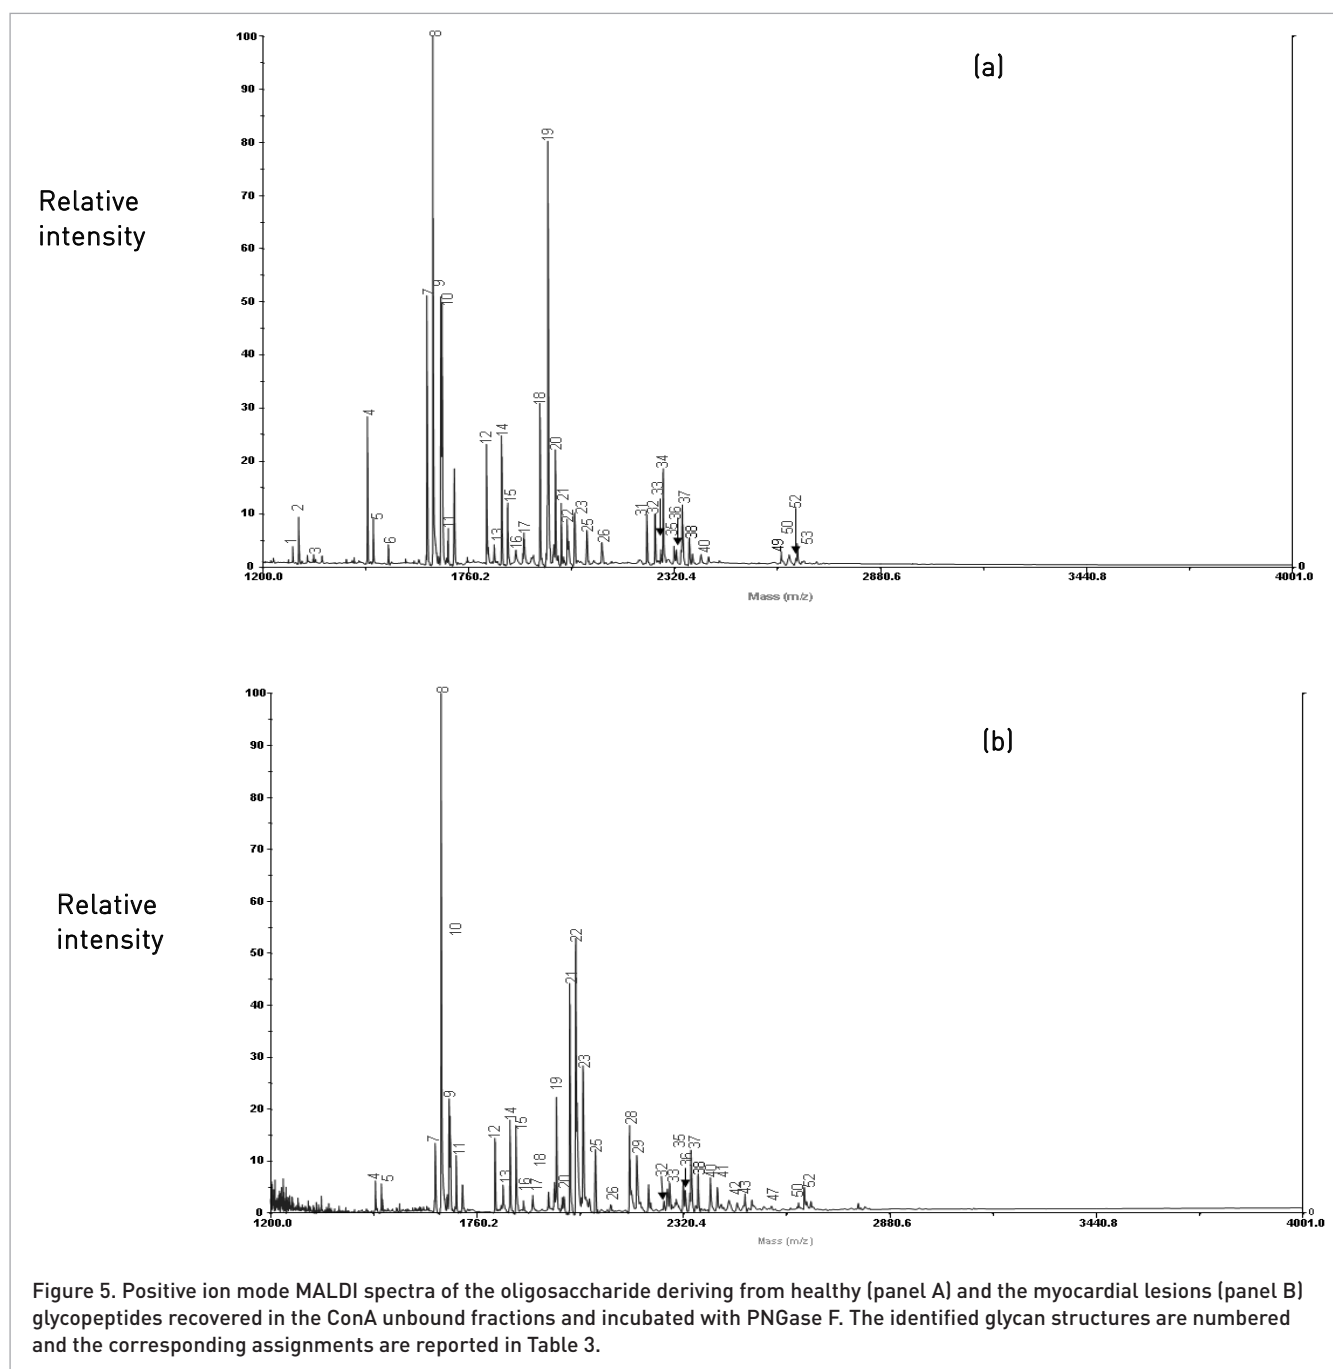 (a)
Relative
intensity
100
90
80
70
60
50
40
30
20
10
0
1 2 3 4 5 6 7 8 9 10 11 12 13 14 15 16 17 18 19 20 21 22 23 25 26 31 32 33 34 35 36 37 38 40 49 50 52 53
0
1200.0 1760.2 2320.4 2880.6 3440.8 4001.0
Mass (m/z)
(b)
Relative
intensity
100
90
80
70
60
50
40
30
20
10
0
4 5 7 8 9 10 11 12 13 14 15 16 17 18 19 20 21 22 23 25 26 28 29 32 33 35 36 37 38 40 41 42 43 47 50 52
0
1200.0 1760.2 2320.4 2880.6 3440.8 4001.0
Mass (m/z)
Figure 5. Positive ion mode MALDI spectra of the oligosaccharide deriving from healthy (panel A) and the myocardial lesions (panel B)
glycopeptides recovered in the ConA unbound fractions and incubated with PNGase F. The identified glycan structures are numbered
and the corresponding assignments are reported in Table 3.